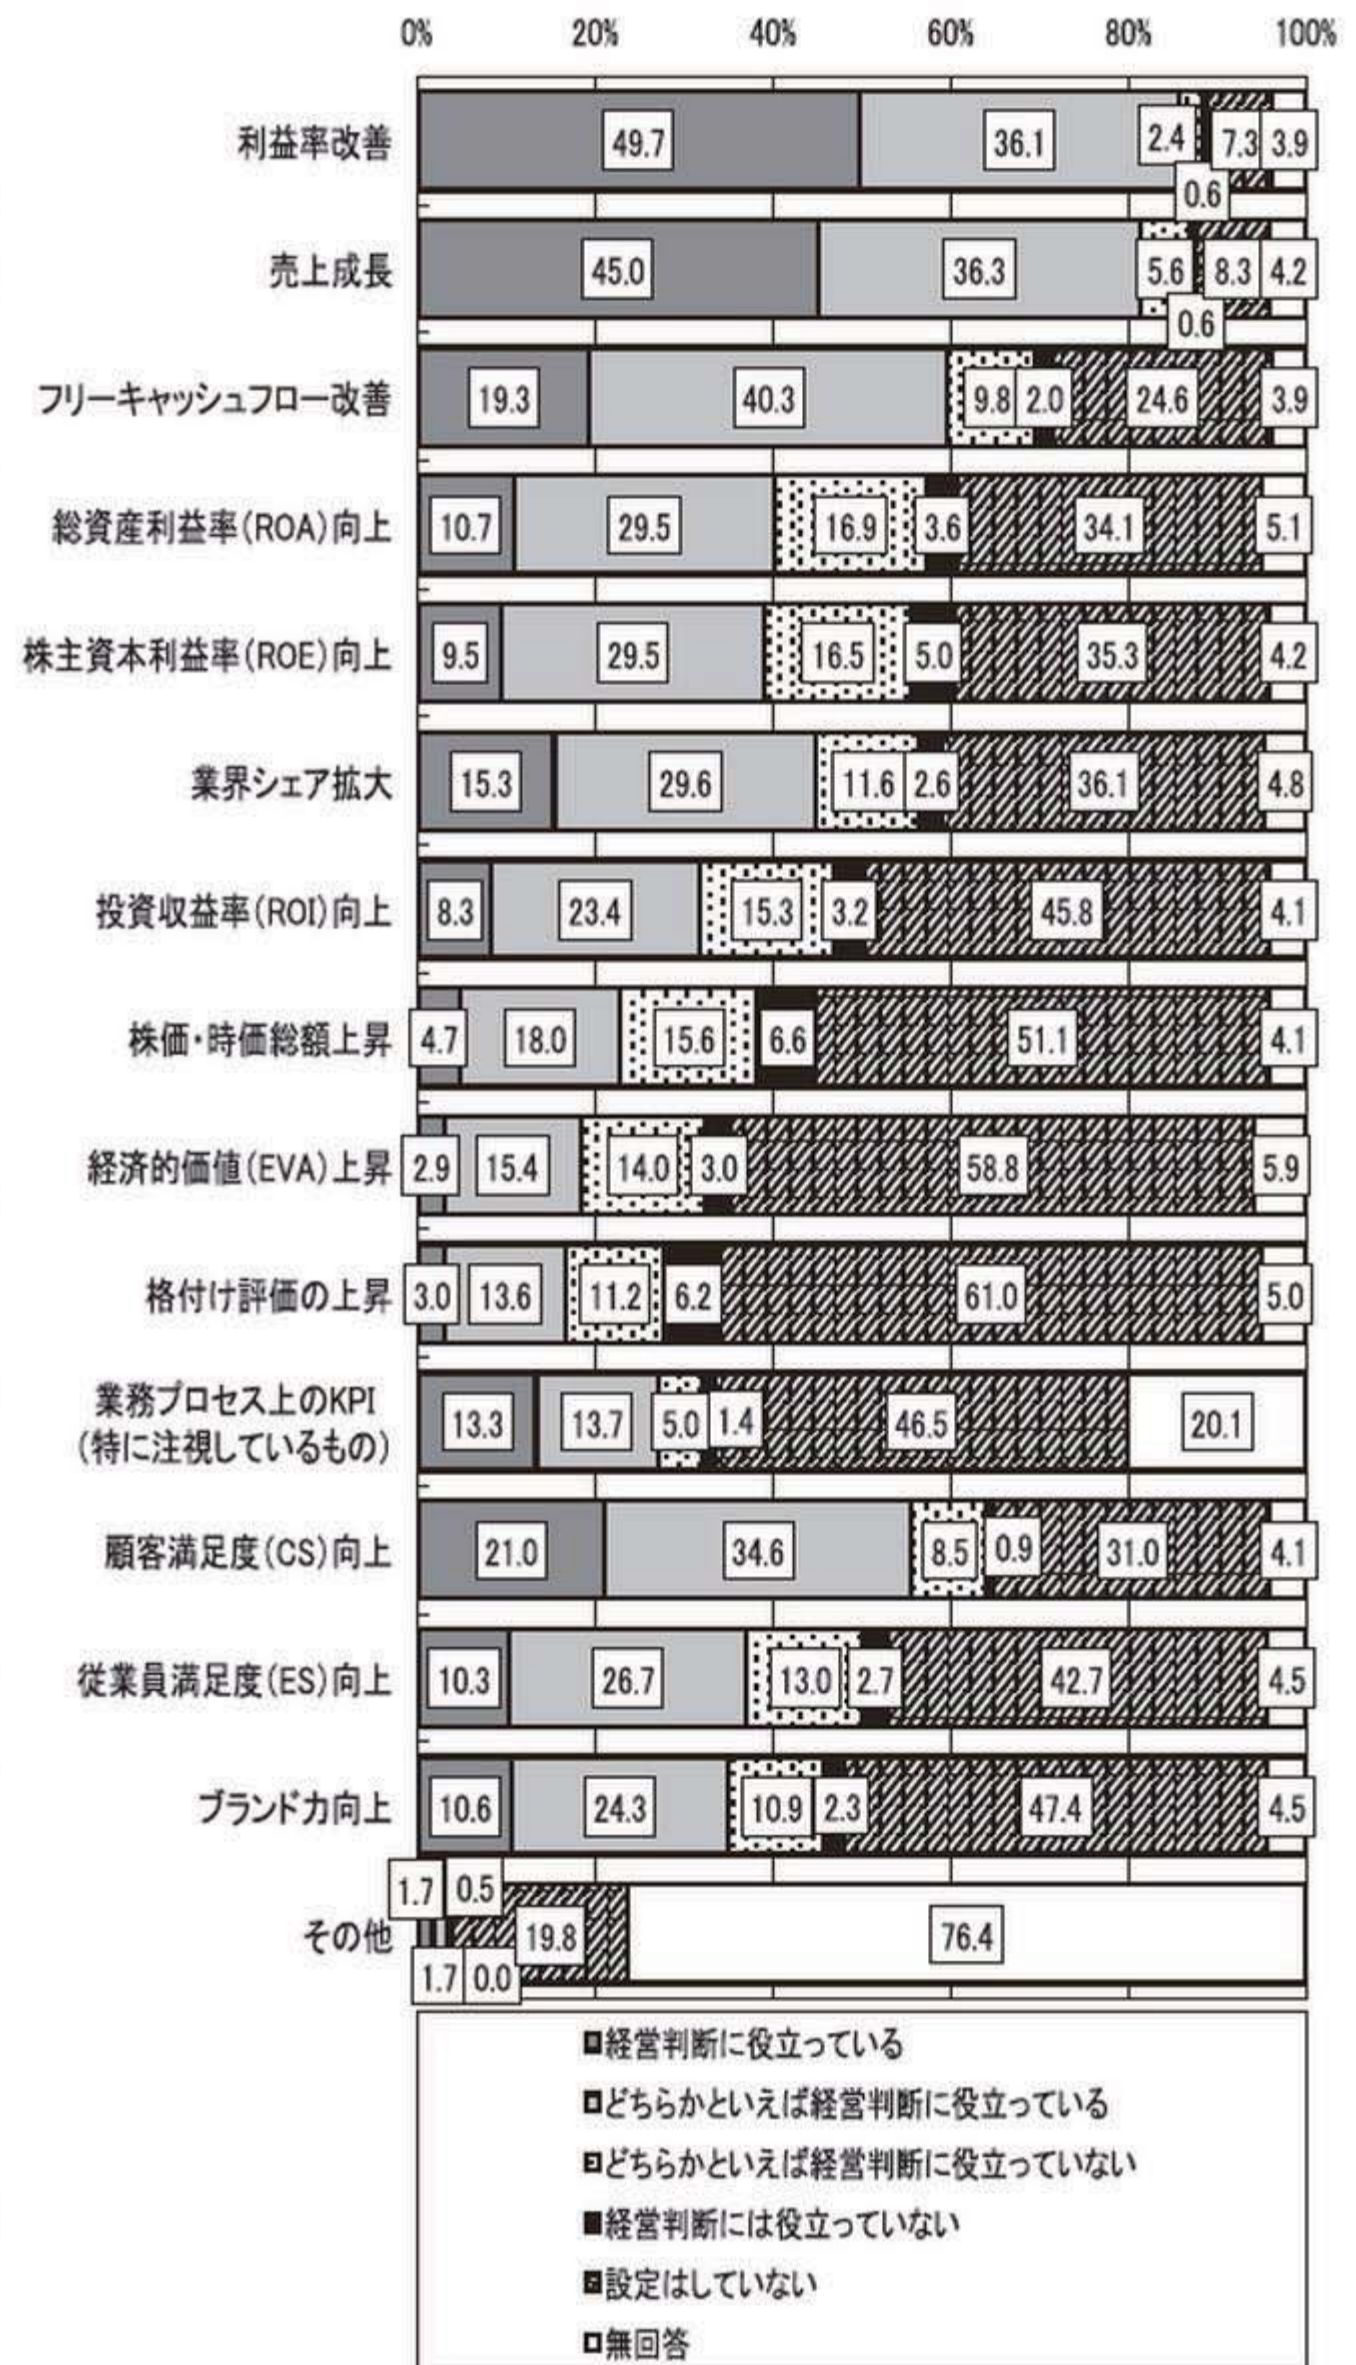 0% 20% 40% 60% 80% 100%
利益率改善 49.7 36.1 2.4 0.6 7.3 3.9
売上成長 45.0 36.3 5.6 0.6 8.3 4.2
フリーキャッシュフロー改善 19.3 40.3 9.8 2.0 24.6 3.9
総資産利益率(ROA)向上 10.7 29.5 16.9 3.6 34.1 5.1
株主資本利益率(ROE)向上 9.5 29.5 16.5 5.0 35.3 4.2
業界シェア拡大 15.3 29.6 11.6 2.6 36.1 4.8
投資収益率(ROI)向上 8.3 23.4 15.3 3.2 45.8 4.1
株価・時価総額上昇 4.7 18.0 15.6 6.6 51.1 4.1
経済的価値(EVA)上昇 2.9 15.4 14.0 3.0 58.8 5.9
格付け評価の上昇 3.0 13.6 11.2 6.2 61.0 5.0
業務プロセス上のKPI
(特に注視しているもの) 13.3 13.7 5.0 1.4 46.5 20.1
顧客満足度(CS)向上 21.0 34.6 8.5 0.9 31.0 4.1
従業員満足度(ES)向上 10.3 26.7 13.0 2.7 42.7 4.5
ブランド力向上 10.6 24.3 10.9 2.3 47.4 4.5
その他 1.7 1.7 0.5 0.0 19.8 76.4
経営判断に役立っている
どちらかといえば経営判断に役立っている
どちらかといえば経営判断に役立っていない
経営判断には役立っていない
設定はしていない
無回答